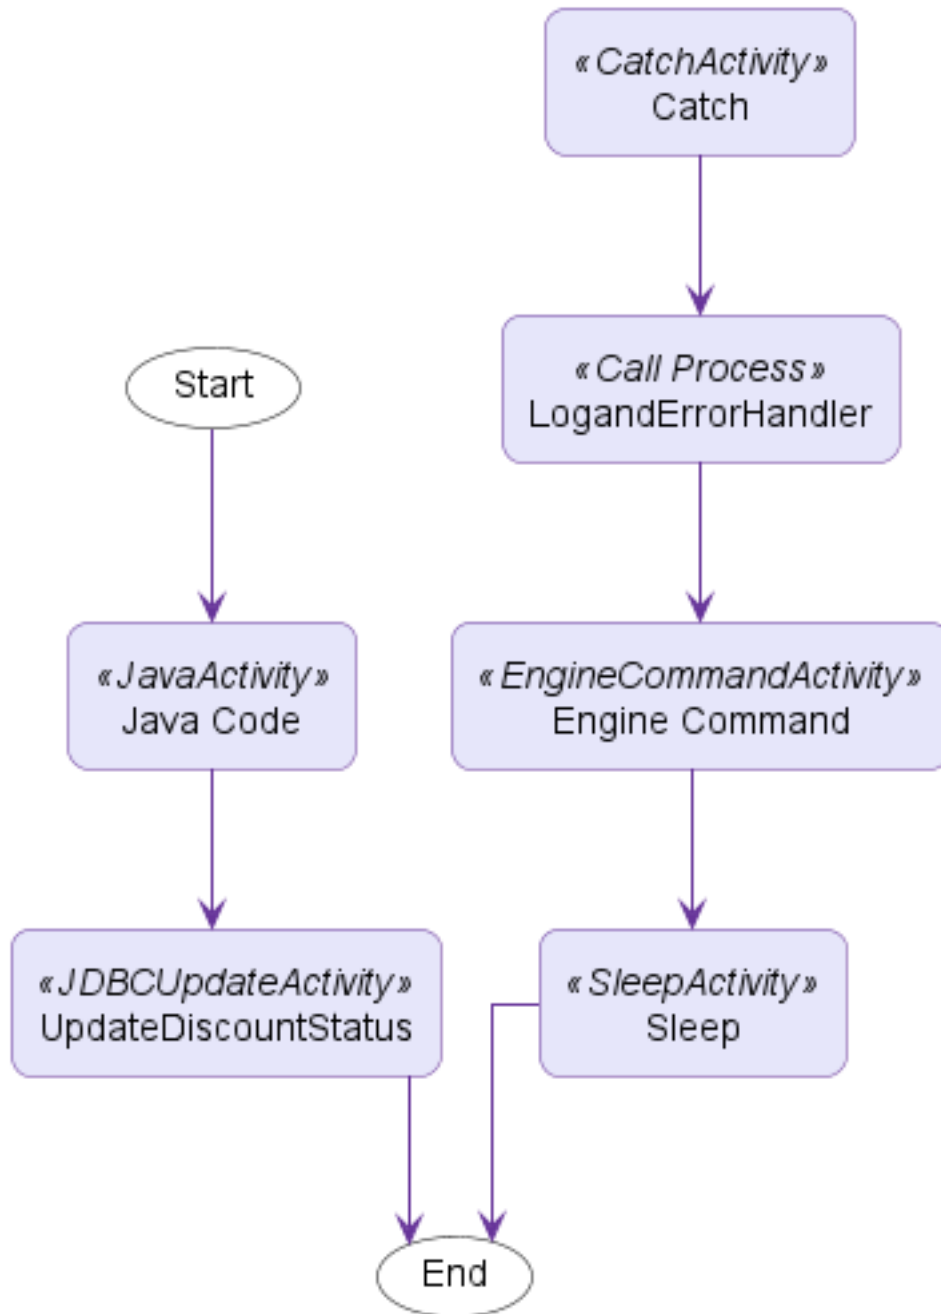 «CatchActivity»
Catch
«Call Process»
LogandErrorHandler
Start
«JavaActivity»
Java Code
«EngineCommandActivity»
Engine Command
«JDBCUpdateActivity»
UpdateDiscountStatus
«SleepActivity»
Sleep
End